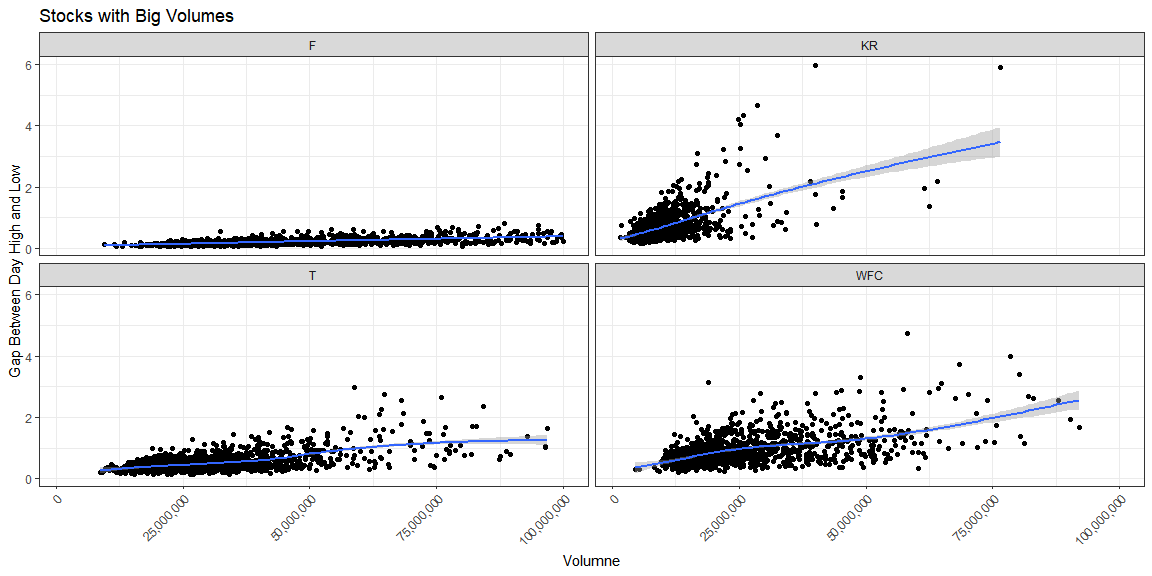 Stocks with Big Volumes
F
KR
6
4
2
0
T
WFC
6
4
2
0
Gap Between Day High and Low
0
25,000,000
50,000,000
75,000,000
100,000,000
0
25,000,000
50,000,000
75,000,000
100,000,000
Volumne